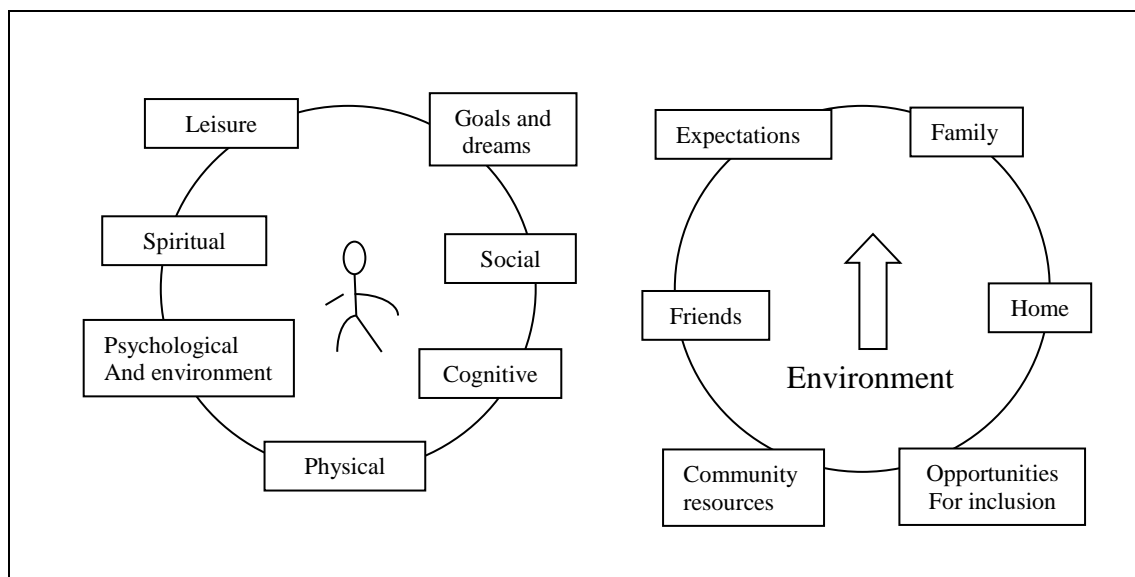 Leisure
Goals and
dreams
Spiritual
Social
Psychological
And environment
Cognitive
Physical
Expectations
Family
Friends
Home
Environment
Community
resources
Opportunities
For inclusion